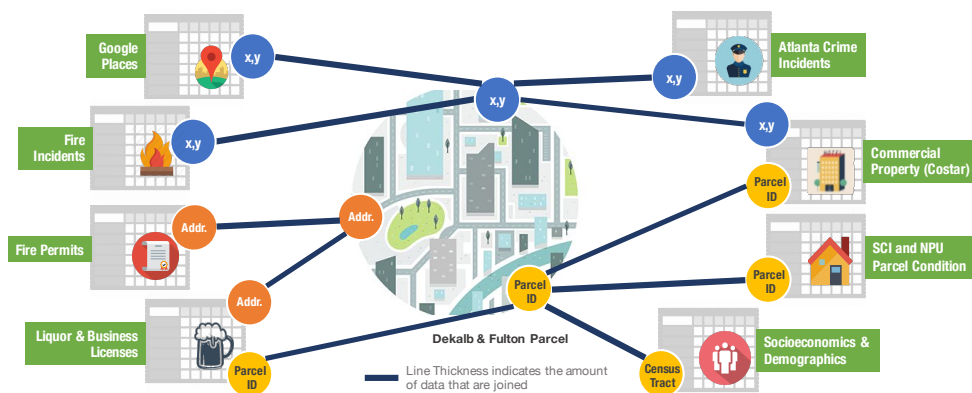 Google
Places
x,y
Atlanta Crime
Incidents
x,y
x,y
Fire
Incidents
x,y
x,y
Commercial
Property (Costar)
Parcel
ID
Fire Permits
Addr.
Addr.
SCI and NPU
Parcel Condition
Parcel
ID
Parcel
ID
Liquor & Business
Licenses
Addr.
Parcel
ID
Dekalb & Fulton Parcel
Socioeconomics &
Demographics
Census
Tract
Line Thickness indicates the amount
of data that are joined